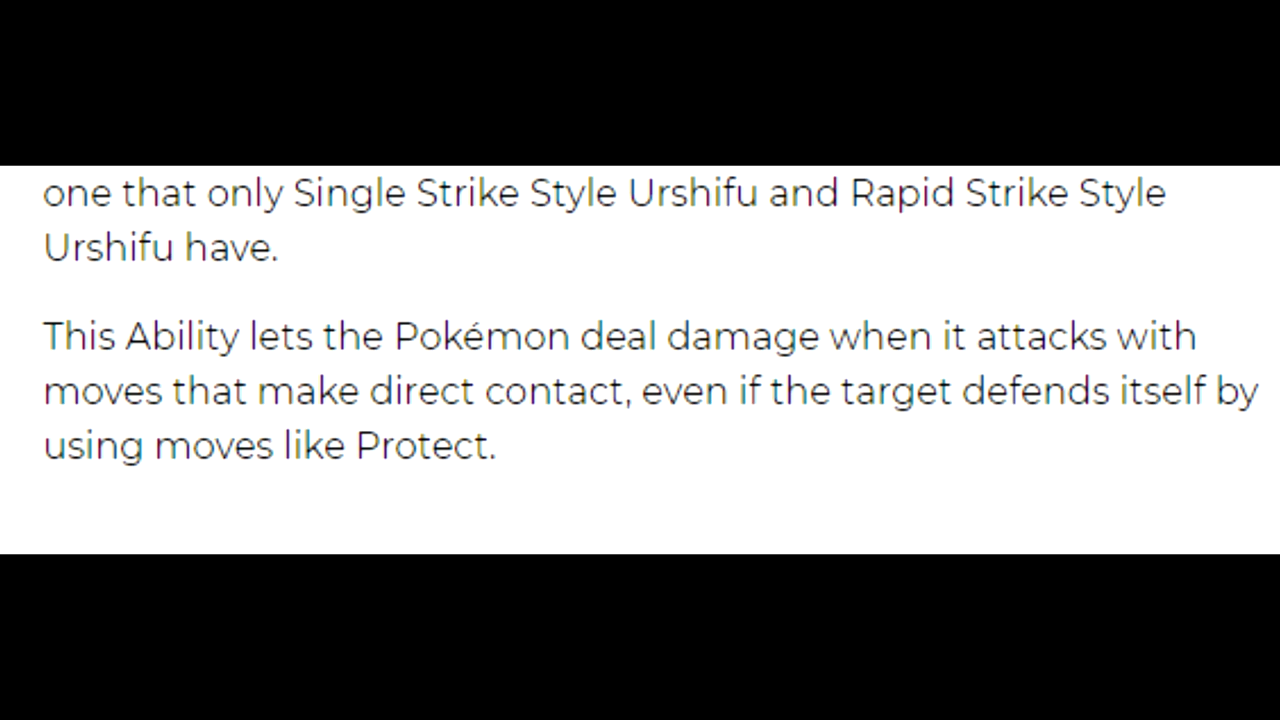 one that only Single Strike Style Urshifu and Rapid Strike Style
Urshifu have.
This Ability lets the Pokémon deal damage when it attacks with
moves that make direct contact, even if the target defends itself by
using moves like Protect.